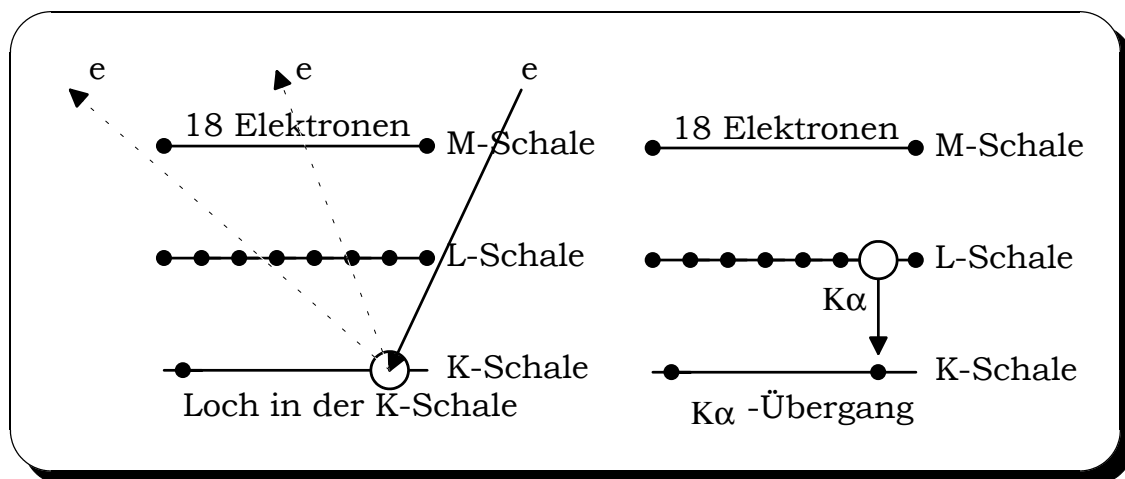 e e e
18 Elektronen
M-Schale
L-Schale
K-Schale
Loch in der K-Schale
18 Elektronen
M-Schale
L-Schale
Kα
K-Schale
Kα -Übergang